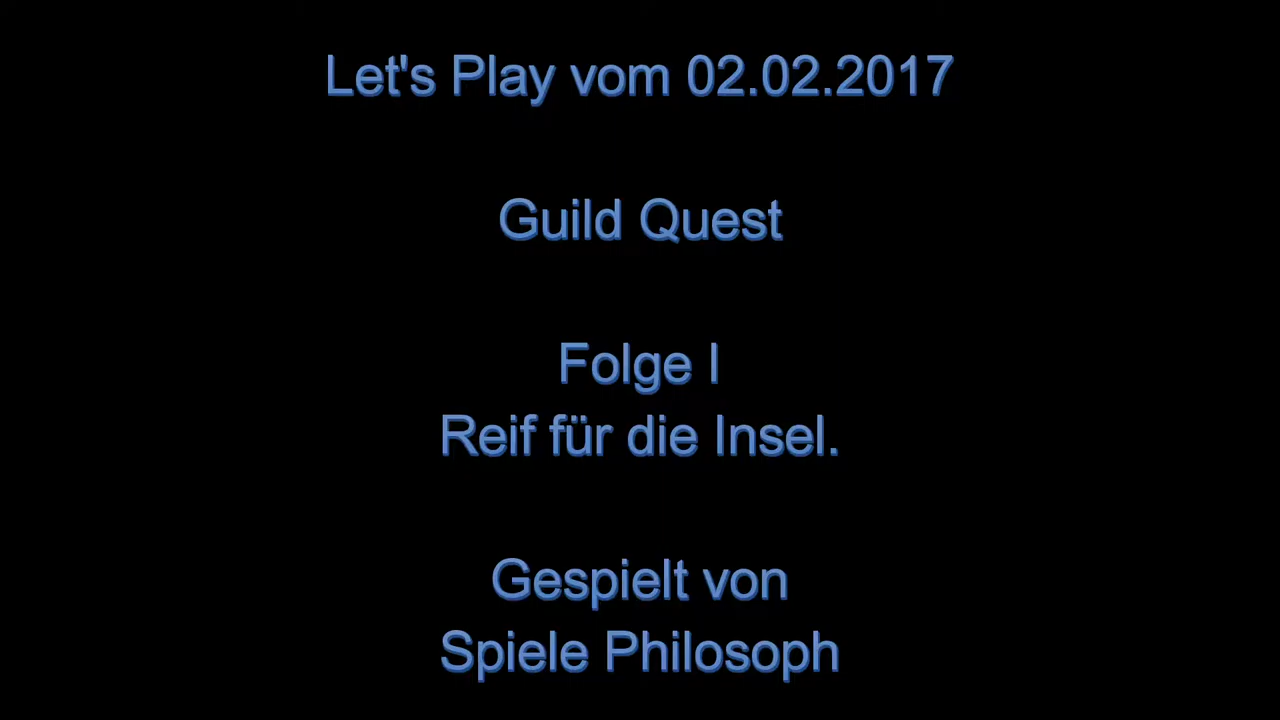 Let's Play vom 02.02.2017
Guild Quest
Folge I
Reif für die Insel.
Gespielt von
Spiele Philosoph